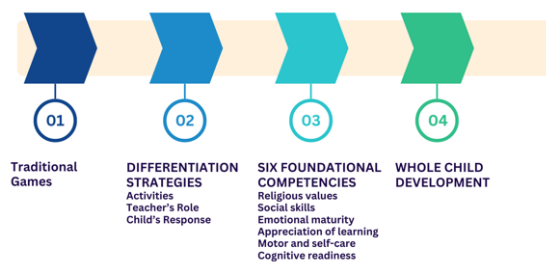 01
02
03
04
Traditional
Games
DIFFERENTIATION
STRATEGIES
Activities
Teacher's Role
Child's Response
SIX FOUNDATIONAL
COMPETENCIES
Religious values
Social skills
Emotional maturity
Appreciation of learning
Motor and self-care
Cognitive readiness
WHOLE CHILD
DEVELOPMENT